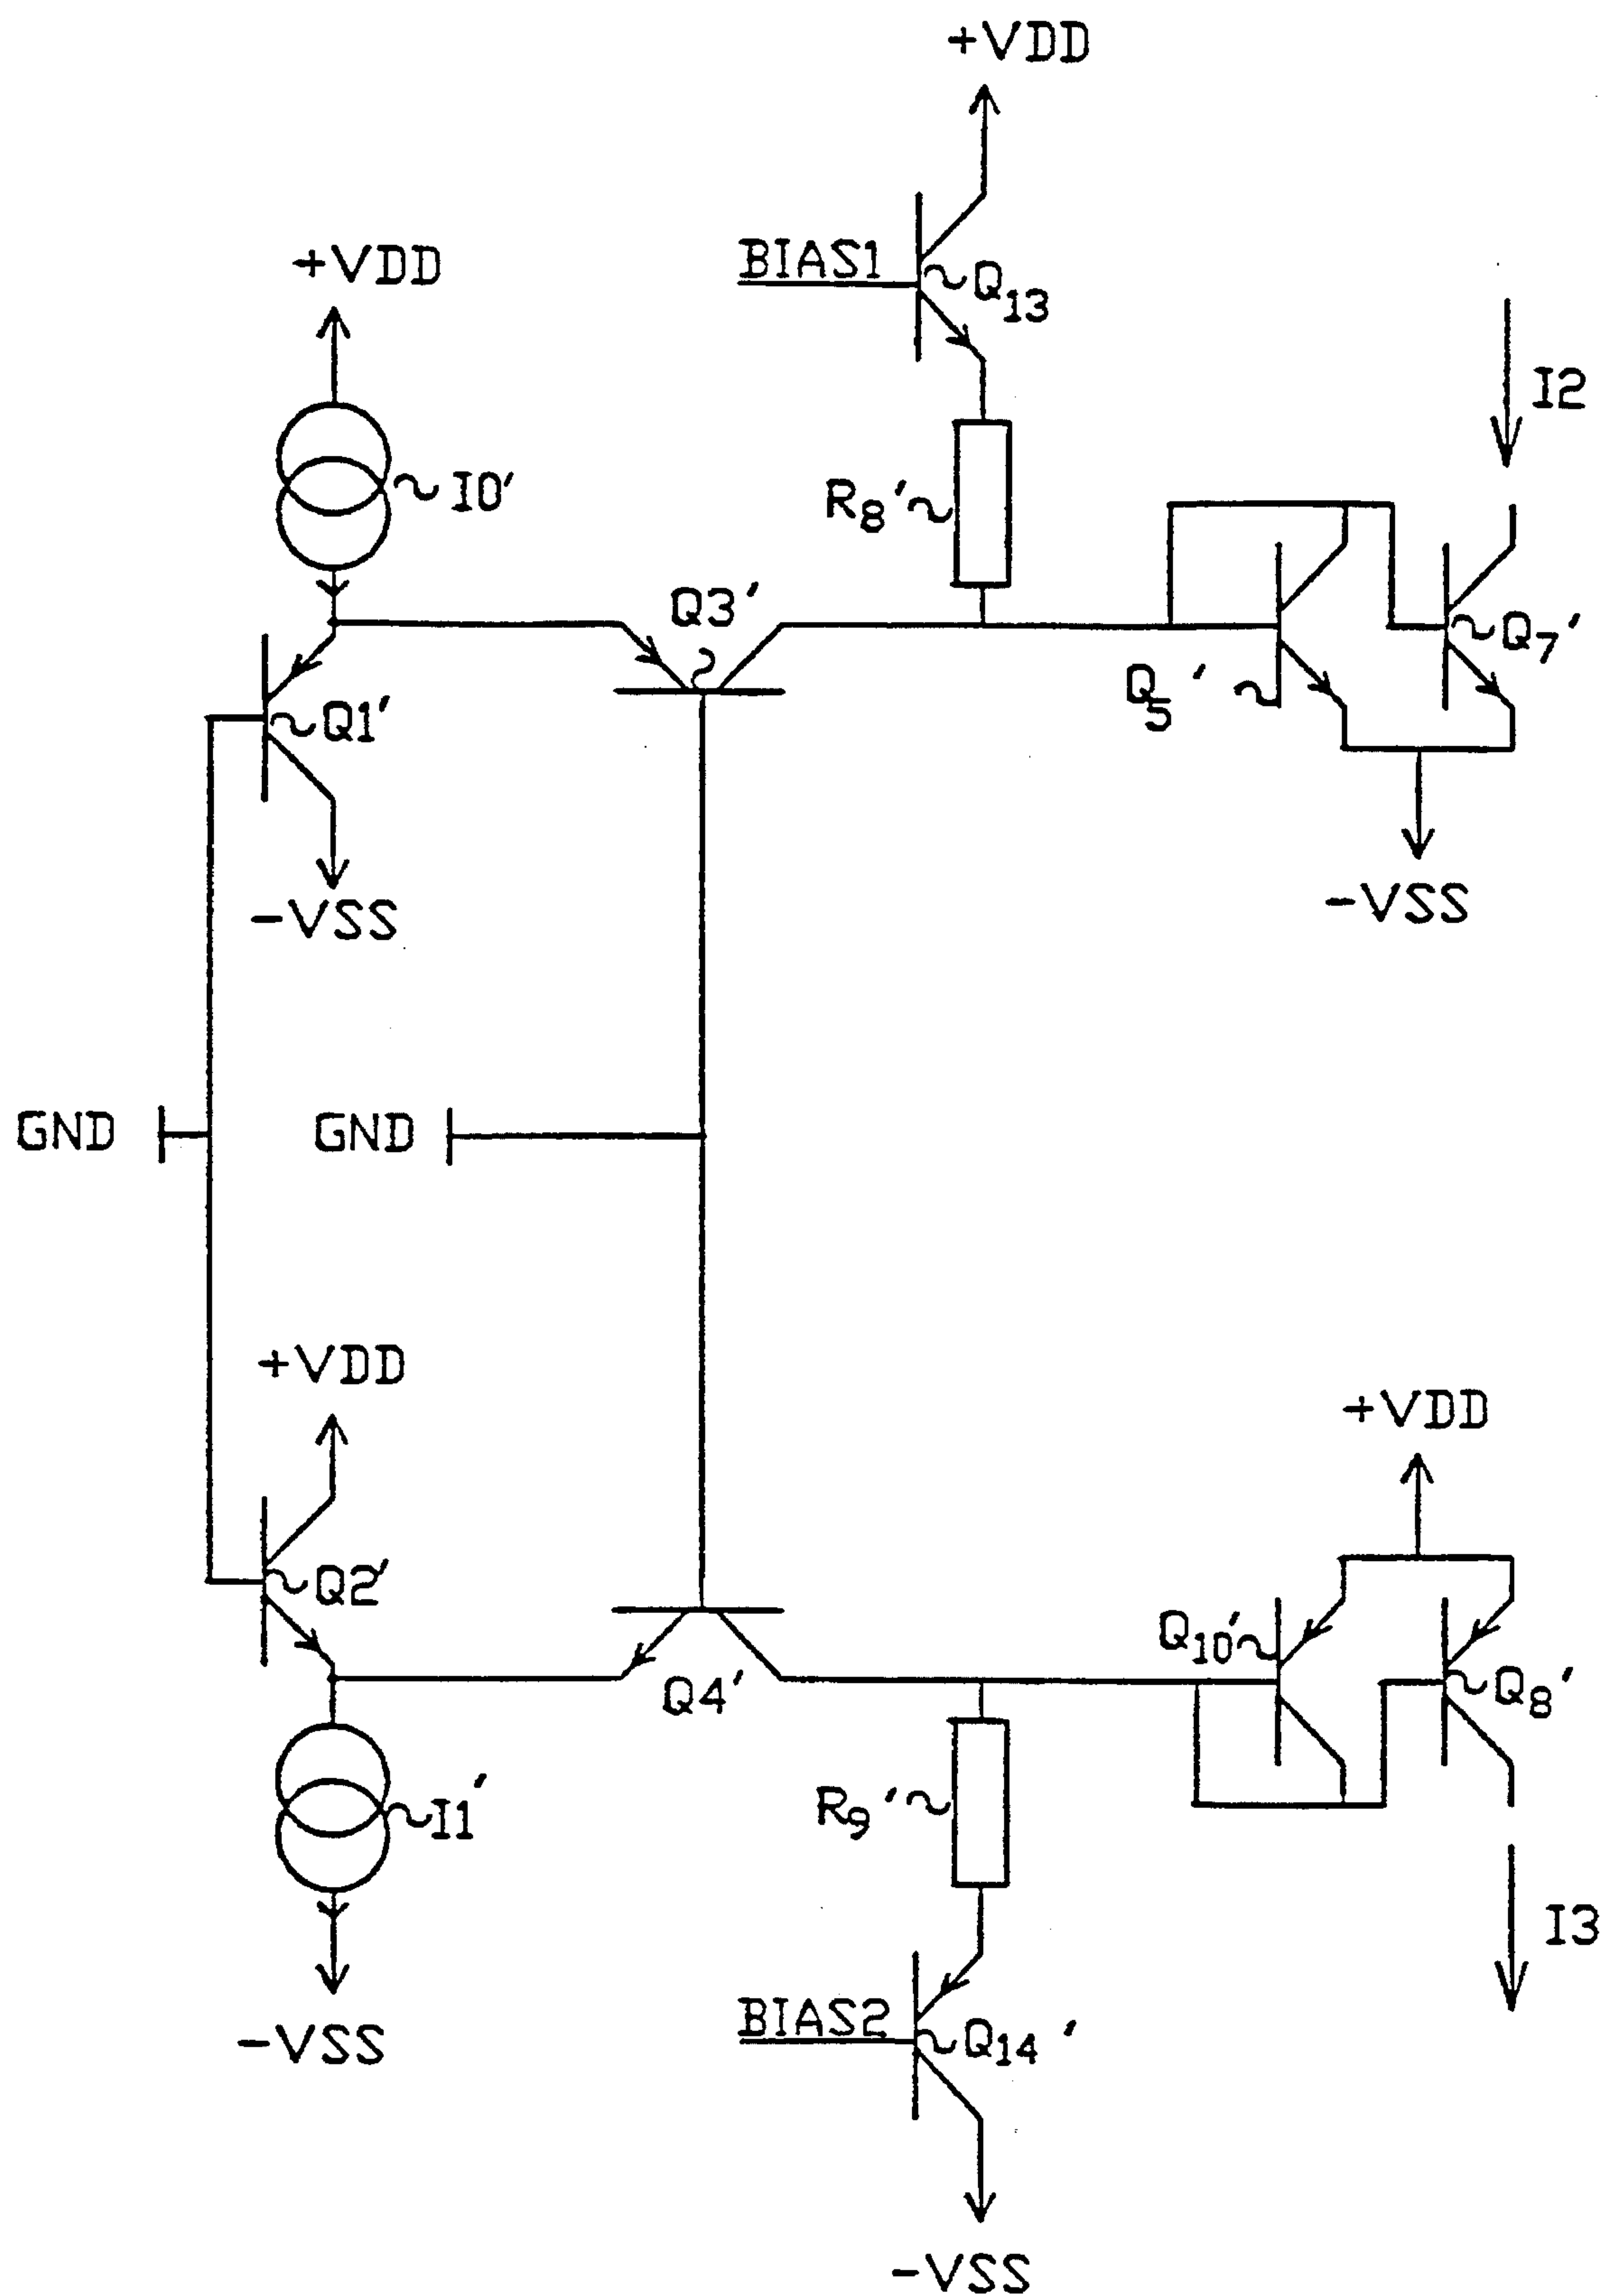 +VDD
+VDD
BIAS1
Q13
I2
I0'
R8'
Q3'
Q7'
Q5'
Q1'
-VSS
-VSS
GND
GND
+VDD
+VDD
Q2'
Q10'
Q4'
Q8'
R9'
I1'
I3
BIAS2
Q14'
-VSS
-VSS